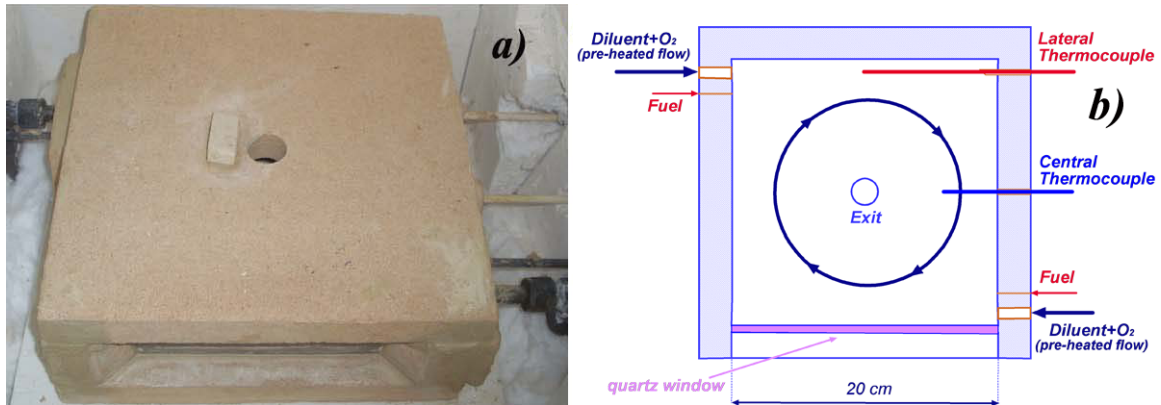 a)
Diluent+O₂
(pre-heated flow)
Fuel
Lateral
Thermocouple
b)
Central
Thermocouple
Exit
Fuel
Diluent+O₂
(pre-heated flow)
quartz window
20 cm